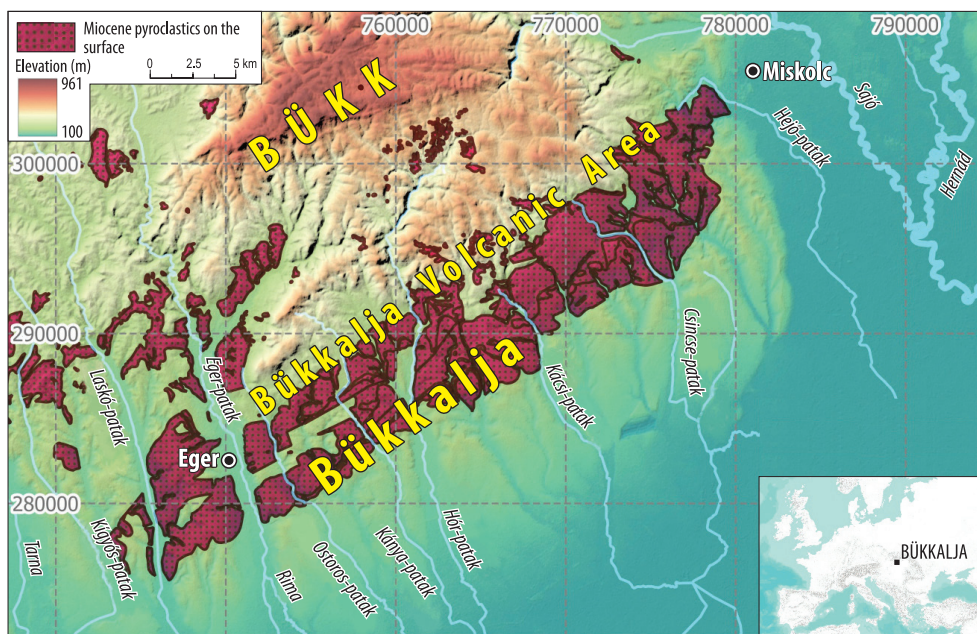 Miocene pyroclastics on the
surface
Elevation (m)
961
100
0 2.5 5 km
760000
770000
780000
790000
300000
290000
280000
BÜKK
Bükkalja Volcanic Area
Bükkalja
Miskolc
Eger
Sajó
Hejő-patak
Hernád
Csincse-patak
Kácsi-patak
Eger-patak
Laskó-patak
Tarna
Kígyós-patak
Rima
Ostoros-patak
Kánya-patak
Hór-patak
BÜKKALJA